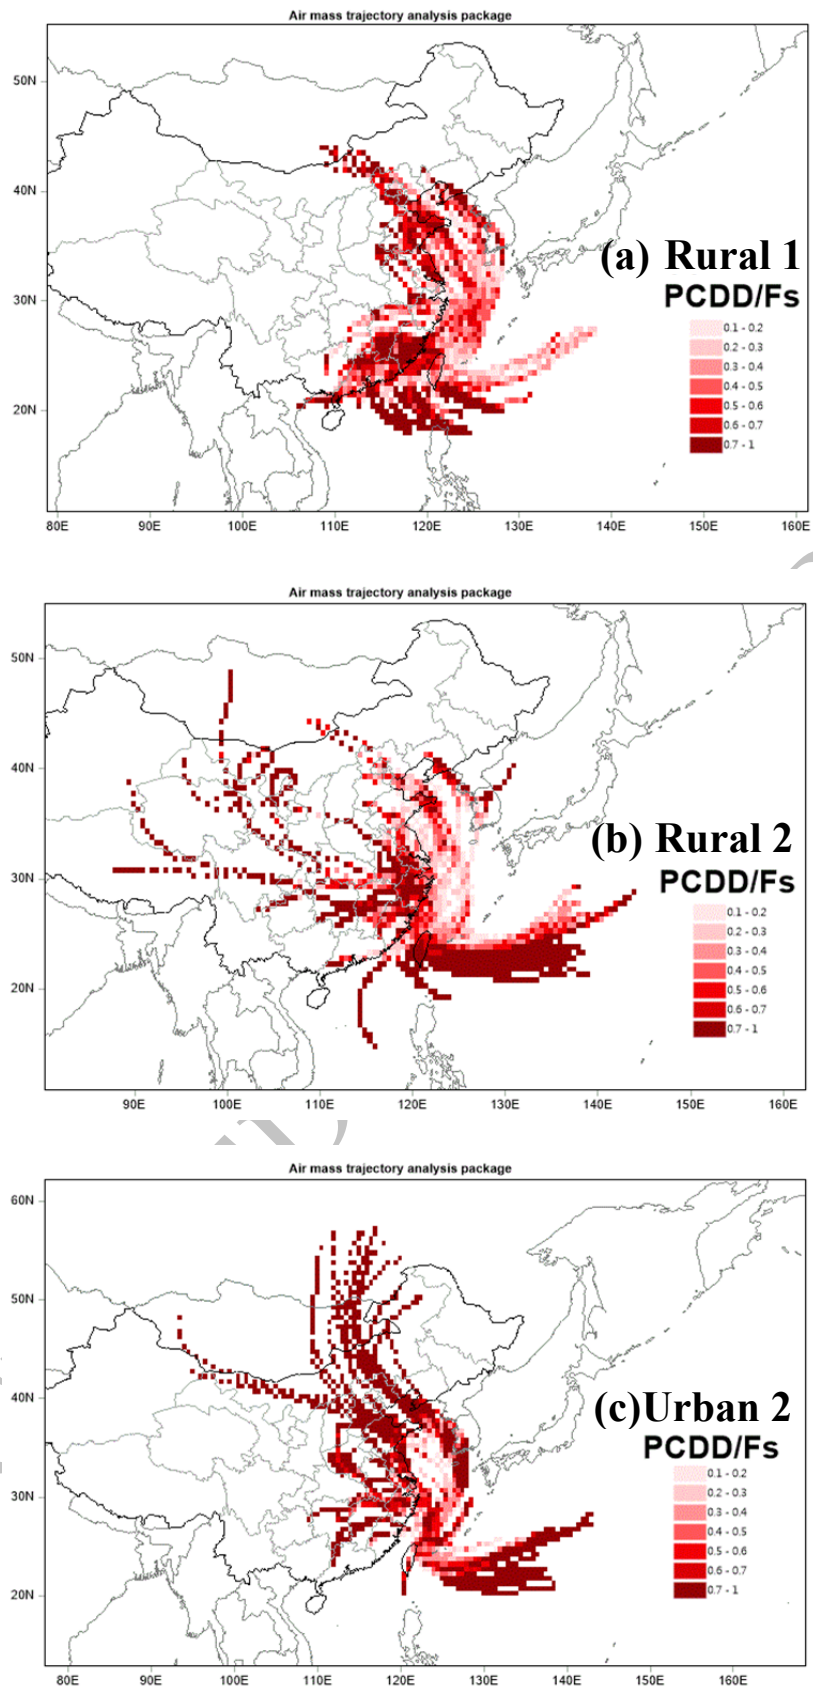 Air mass trajectory analysis package
50N
40N
(a) Rural 1
PCDD/Fs
30N
0.1 - 0.2
0.2 - 0.3
0.3 - 0.4
0.4 - 0.5
0.5 - 0.6
20N
0.6 - 0.7
0.7 - 1
80E 90E 100E 110E 120E 130E 140E 150E 160E
Air mass trajectory analysis package
50N
40N
(b) Rural 2
PCDD/Fs
30N
0.1 - 0.2
0.2 - 0.3
0.3 - 0.4
0.4 - 0.5
0.5 - 0.6
20N
0.6 - 0.7
0.7 - 1
90E 100E 110E 120E 130E 140E 150E 160E
Air mass trajectory analysis package
60N
50N
40N
(c)Urban 2
PCDD/Fs
0.1 - 0.2
30N
0.2 - 0.3
0.3 - 0.4
0.4 - 0.5
0.5 - 0.6
0.6 - 0.7
20N
0.7 - 1
80E 90E 100E 110E 120E 130E 140E 150E 160E